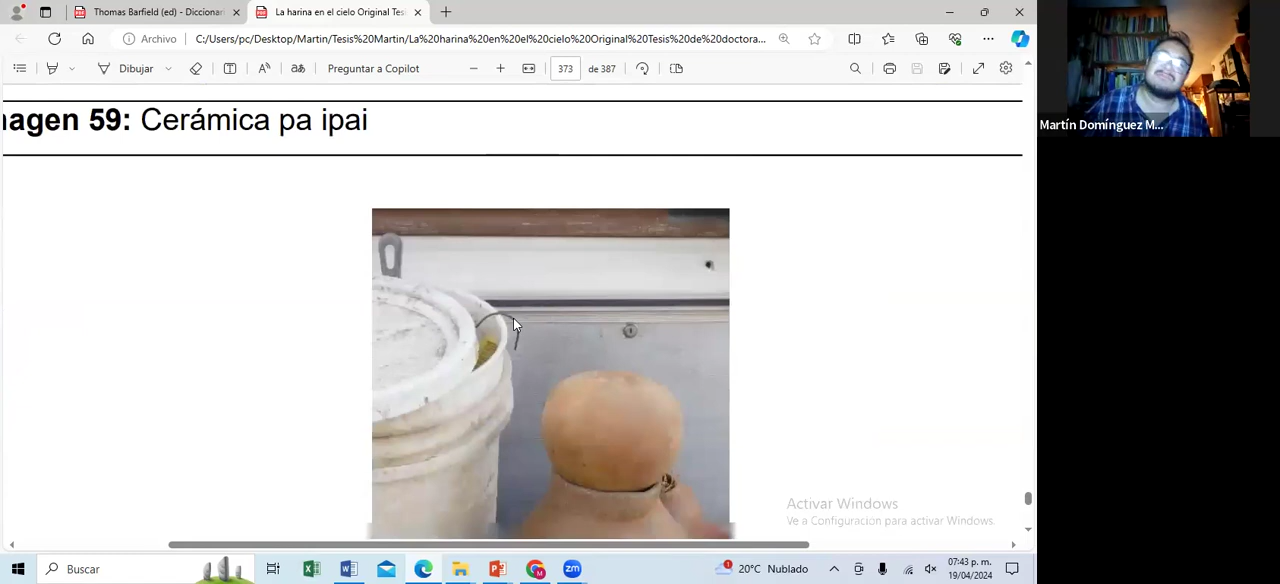 Thomas Barfield (ed) - Diccionari
La harina en el cielo Original Tes
Archivo
C:/Users/pc/Desktop/Martin/Tesis%20Martin/La%20harina%20en%20el%20cielo%20Original%20Tesis%20de%20doctora...
Dibujar
Preguntar a Copilot
373
de 387
Martín Domínguez M...
nagen 59: Cerámica pa ipai
Activar Windows
Ve a Configuración para activar Windows.
Buscar
20°C Nublado
07:43 p. m.
19/04/2024